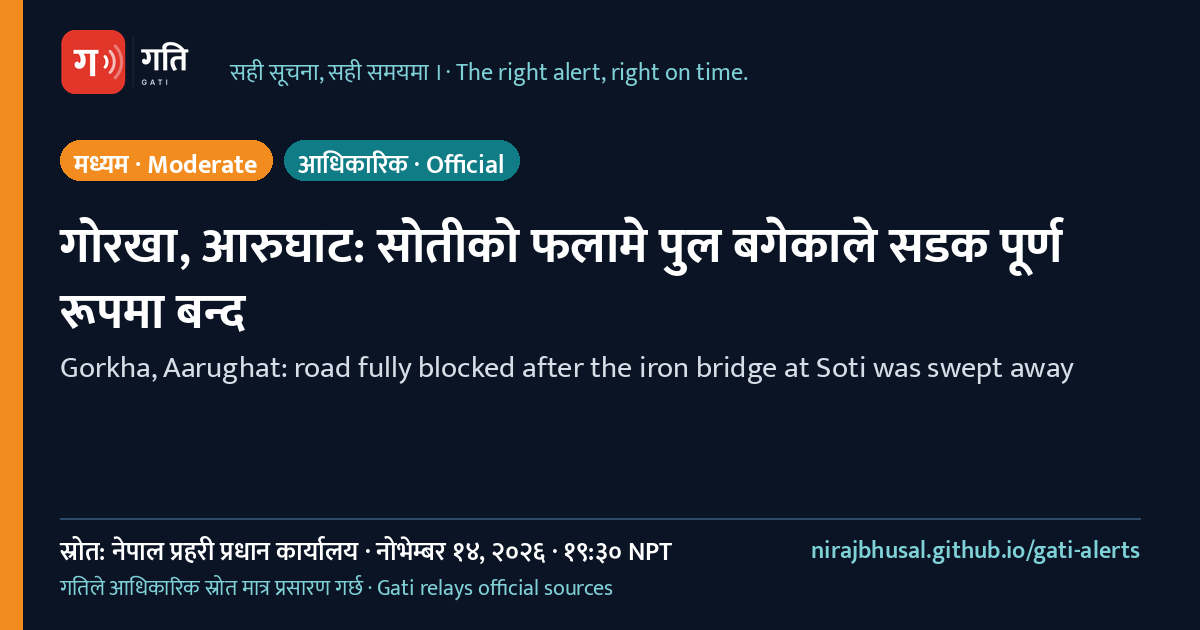 ग गति
GATI
सही सूचना, सही समयमा । · The right alert, right on time.
मध्यम · Moderate
आधिकारिक · Official
गोरखा, आरुघाट: सोतीको फलामे पुल बगेकाले सडक पूर्ण
रूपमा बन्द
Gorkha, Aarughat: road fully blocked after the iron bridge at Soti was swept away
स्रोत: नेपाल प्रहरी प्रधान कार्यालय · नोभेम्बर १४, २०२६ · १९:३० NPT
nirajbhusal.github.io/gati-alerts
गतिले आधिकारिक स्रोत मात्र प्रसारण गर्छ · Gati relays official sources